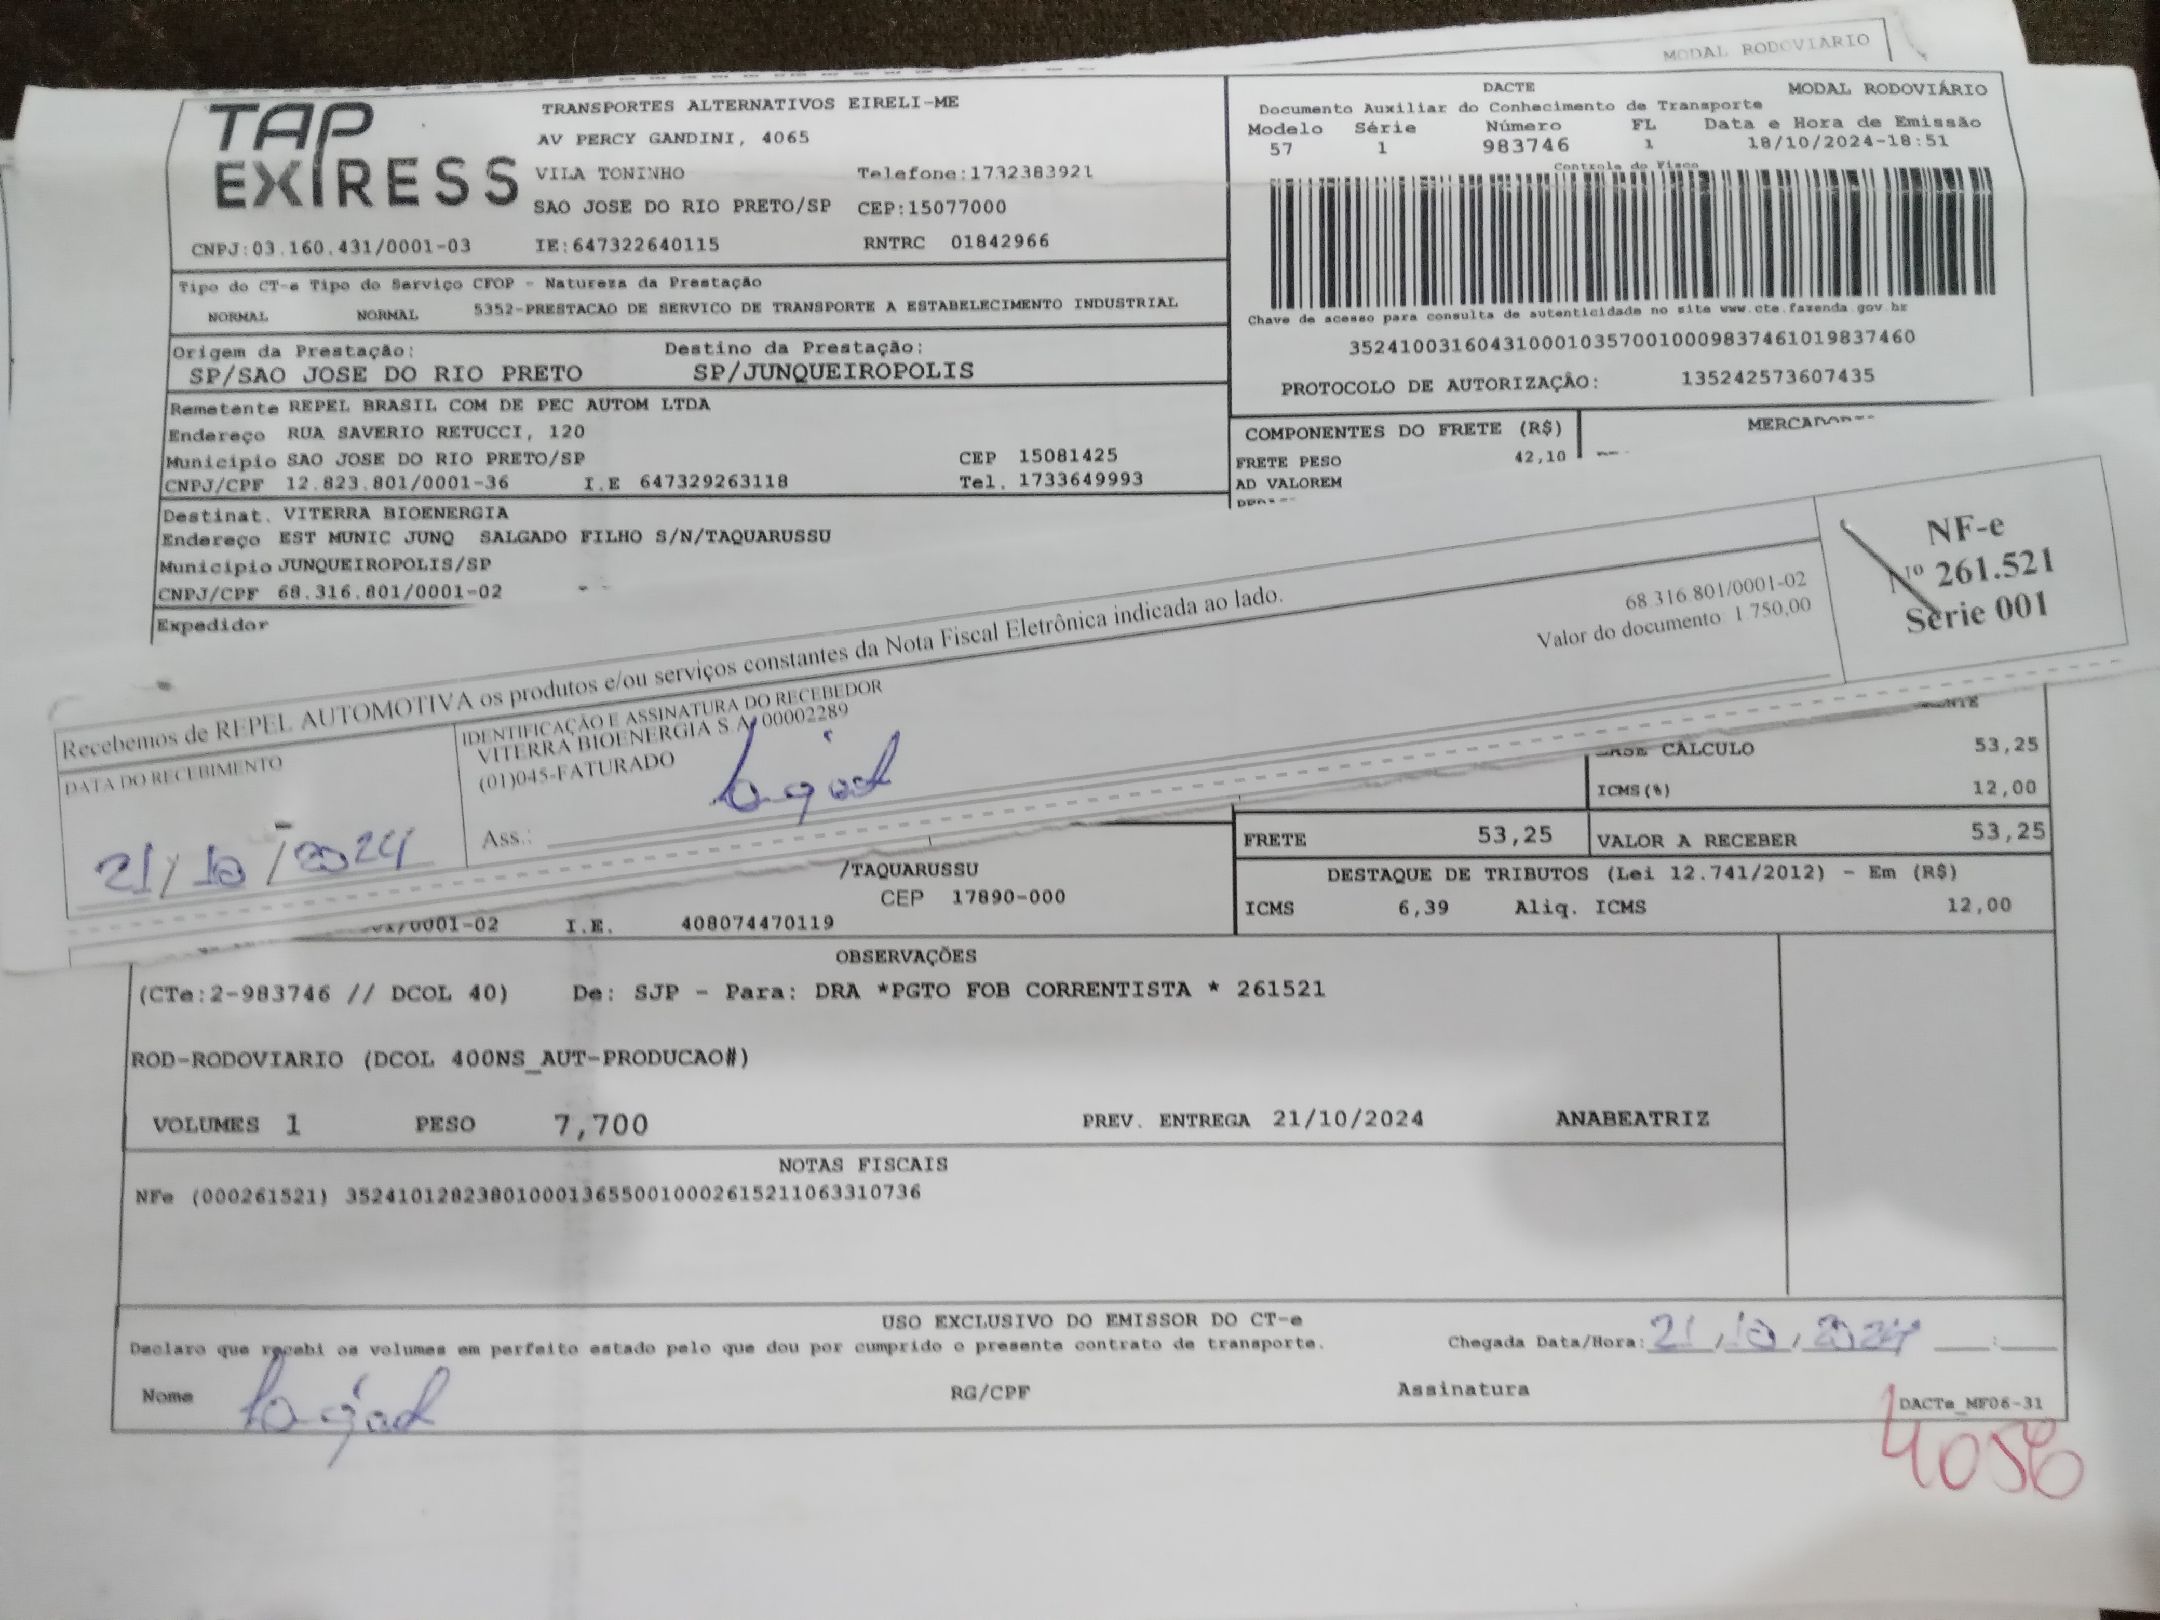 MODAL RODOVIARIO
TAP EXPRESS
TRANSPORTES ALTERNATIVOS EIRELI-ME
AV PERCY GANDINI, 4065
VILA TONINHO Telefone:1732383921
SAO JOSE DO RIO PRETO/SP CEP:15077000
CNPJ:03.160.431/0001-03 IE:647322640115 RNTRC 01842966
DACTE MODAL RODOVIÁRIO
Documento Auxiliar do Conhecimento de Transporte
Modelo Série Número FL Data e Hora de Emissão
57 1 983746 1 18/10/2024-18:51
Controle do Fisco
Chave de acesso para consulta de autenticidade no site www.cte.fazenda.gov.br
35241003160431000103570010009837461019837460
PROTOCOLO DE AUTORIZAÇÃO: 135242573607435
Tipo do CT-e Tipo do Serviço CFOP - Natureza da Prestação
NORMAL NORMAL 5352-PRESTACAO DE SERVICO DE TRANSPORTE A ESTABELECIMENTO INDUSTRIAL
Origem da Prestação: Destino da Prestação:
SP/SAO JOSE DO RIO PRETO SP/JUNQUEIROPOLIS
Remetente REPEL BRASIL COM DE PEC AUTOM LTDA
Endereço RUA SAVERIO RETUCCI, 120
Municipio SAO JOSE DO RIO PRETO/SP CEP 15081425
CNPJ/CPF 12.823.801/0001-36 I.E 647329263118 Tel. 1733649993
COMPONENTES DO FRETE (R$)
FRETE PESO 42,10
AD VALOREM
Destinat. VITERRA BIOENERGIA
Endereço EST MUNIC JUNQ SALGADO FILHO S/N/TAQUARUSSU
Municipio JUNQUEIROPOLIS/SP
CNPJ/CPF 68.316.801/0001-02
Expedidor
Recebemos de REPEL AUTOMOTIVA os produtos e/ou serviços constantes da Nota Fiscal Eletrônica indicada ao lado.
68.316.801/0001-02
Valor do documento: 1.750,00
NF-e
Nº 261.521
Série 001
DATA DO RECEBIMENTO
21/10/2024
IDENTIFICAÇÃO E ASSINATURA DO RECEBEDOR
VITERRA BIOENERGIA S.A. 00002289
(01)045-FATURADO
Ass.:
BASE CÁLCULO 53,25
ICMS(%) 12,00
FRETE 53,25 VALOR A RECEBER 53,25
DESTAQUE DE TRIBUTOS (Lei 12.741/2012) - Em (R$)
ICMS 6,39 Aliq. ICMS 12,00
/TAQUARUSSU
CEP 17890-000
/0001-02 I.E. 408074470119
OBSERVAÇÕES
(CTe:2-983746 // DCOL 40) De: SJP - Para: DRA *PGTO FOB CORRENTISTA * 261521
ROD-RODOVIARIO (DCOL 400NS_AUT-PRODUCAO#)
VOLUMES 1 PESO 7,700 PREV. ENTREGA 21/10/2024 ANABEATRIZ
NOTAS FISCAIS
NFe (000261521) 35241012823801000136550010002615211063310736
USO EXCLUSIVO DO EMISSOR DO CT-e
Declaro que recebi os volumes em perfeito estado pelo que dou por cumprido o presente contrato de transporte.
Chegada Data/Hora: 21/10/2024
Nome RG/CPF Assinatura
DACTe_MF06-31